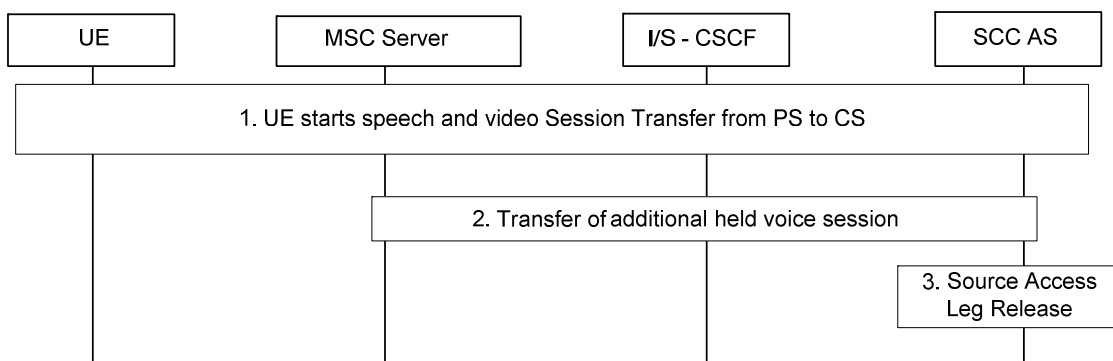 UE
MSC Server
I/S - CSCF
SCC AS
1. UE starts speech and video Session Transfer from PS to CS
2. Transfer of additional held voice session
3. Source Access
Leg Release